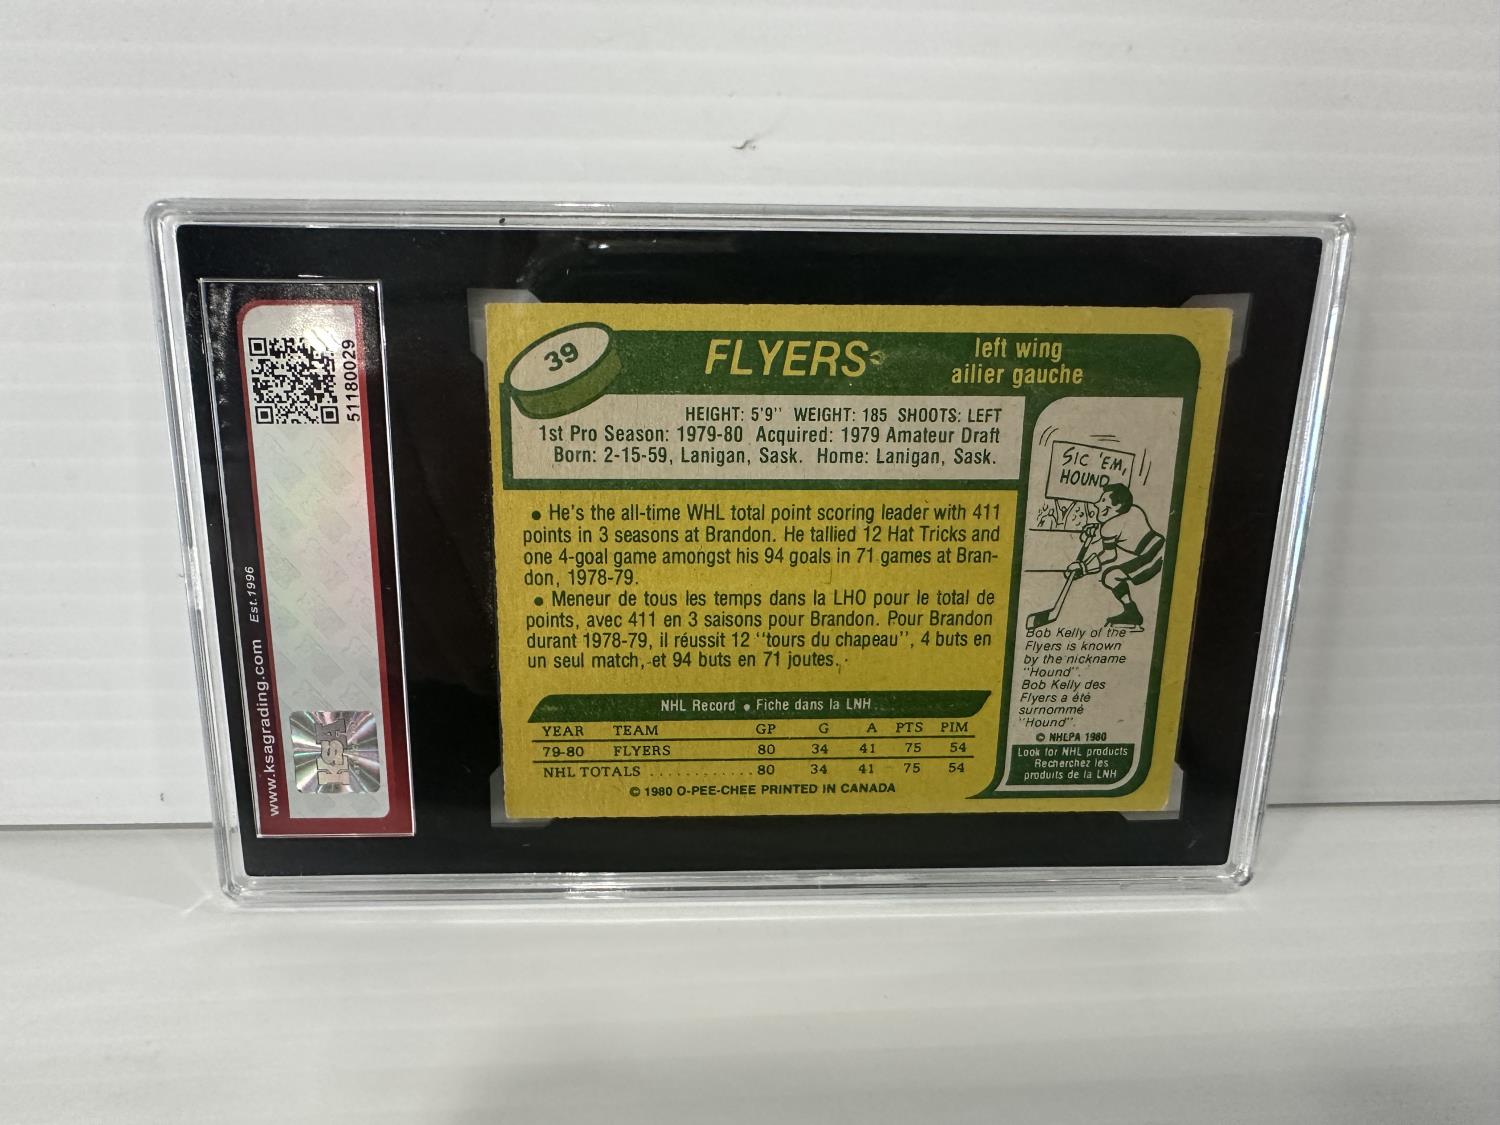 51180029
www.ksagrading.com Est.1996
KSA
39
FLYERS
left wing
ailier gauche
HEIGHT: 5'9" WEIGHT: 185 SHOOTS: LEFT
1st Pro Season: 1979-80 Acquired: 1979 Amateur Draft
Born: 2-15-59, Lanigan, Sask. Home: Lanigan, Sask.
• He's the all-time WHL total point scoring leader with 411
points in 3 seasons at Brandon. He tallied 12 Hat Tricks and
one 4-goal game amongst his 94 goals in 71 games at Bran-
don, 1978-79.
• Meneur de tous les temps dans la LHO pour le total de
points, avec 411 en 3 saisons pour Brandon. Pour Brandon
durant 1978-79, il réussit 12 "tours du chapeau", 4 buts en
un seul match, et 94 buts en 71 joutes.
NHL Record • Fiche dans la LNH
YEAR TEAM GP G A PTS PIM
79-80 FLYERS 80 34 41 75 54
NHL TOTALS ............ 80 34 41 75 54
© 1980 O-PEE-CHEE PRINTED IN CANADA
SIC 'EM,
HOUND
Bob Kelly of the
Flyers is known
by the nickname
"Hound".
Bob Kelly des
Flyers a été
surnommé
"Hound".
© NHLPA 1980
Look for NHL products
Recherchez les
produits de la LNH